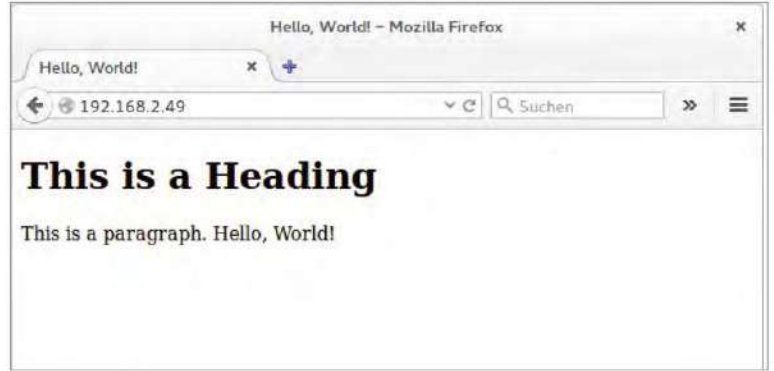 Hello, World! – Mozilla Firefox
Hello, World!
192.168.2.49
Suchen
This is a Heading
This is a paragraph. Hello, World!